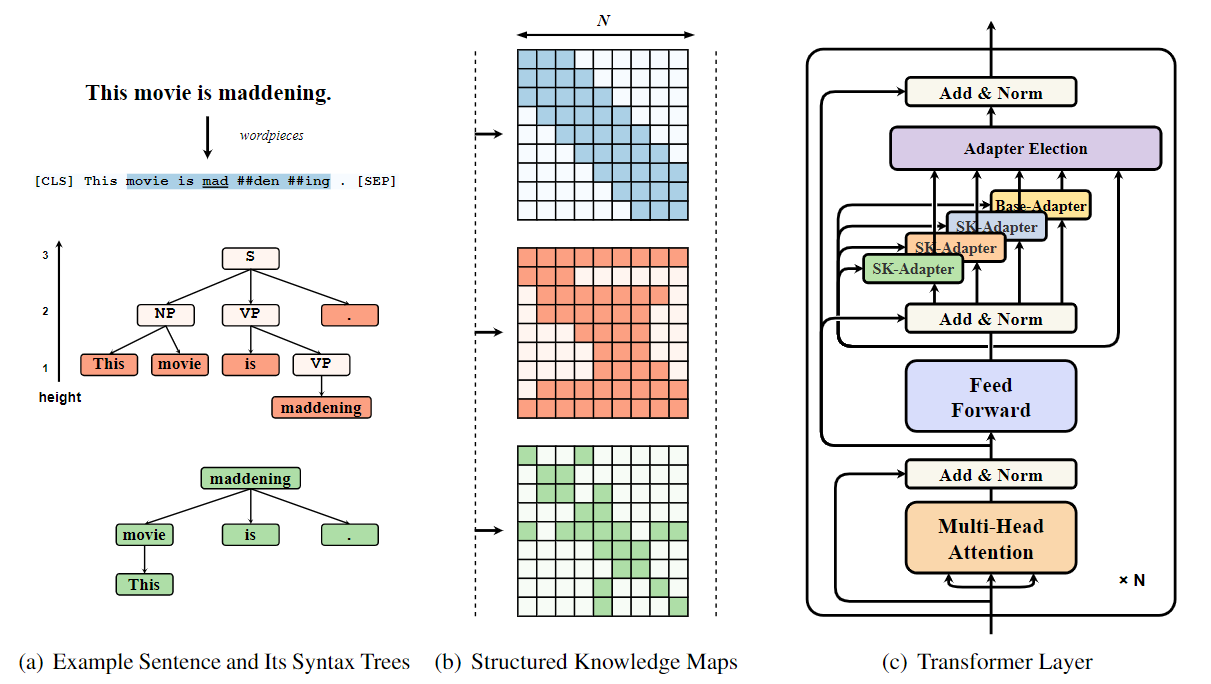 This movie is maddening.
wordpieces
[CLS] This movie is mad ##den ##ing . [SEP]
3
2
1
height
S
NP
VP
.
This
movie
is
VP
maddening
maddening
movie
is
.
This
(a) Example Sentence and Its Syntax Trees
N
(b) Structured Knowledge Maps
Add & Norm
Adapter Election
Base-Adapter
SK-Adapter
SK-Adapter
SK-Adapter
Add & Norm
Feed
Forward
Add & Norm
Multi-Head
Attention
× N
(c) Transformer Layer